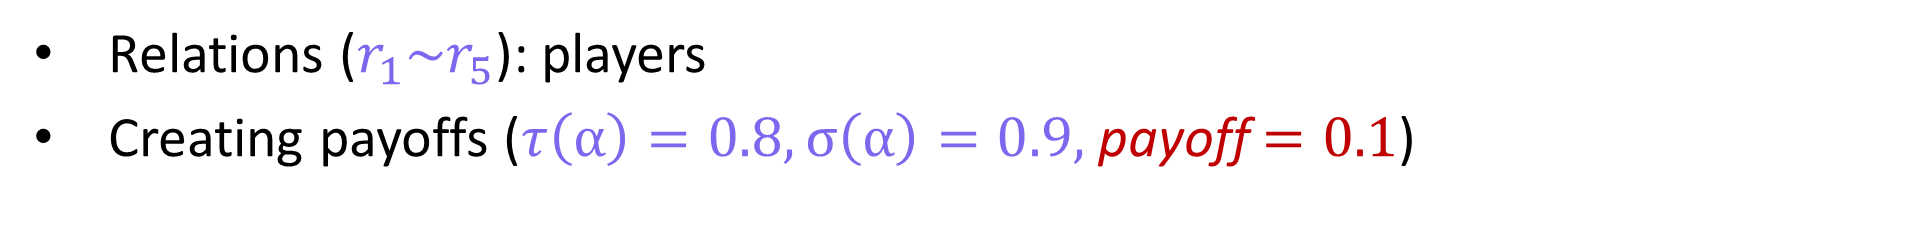 • Relations (r₁~r₅): players
• Creating payoffs (τ(α) = 0.8, σ(α) = 0.9, payoff = 0.1)